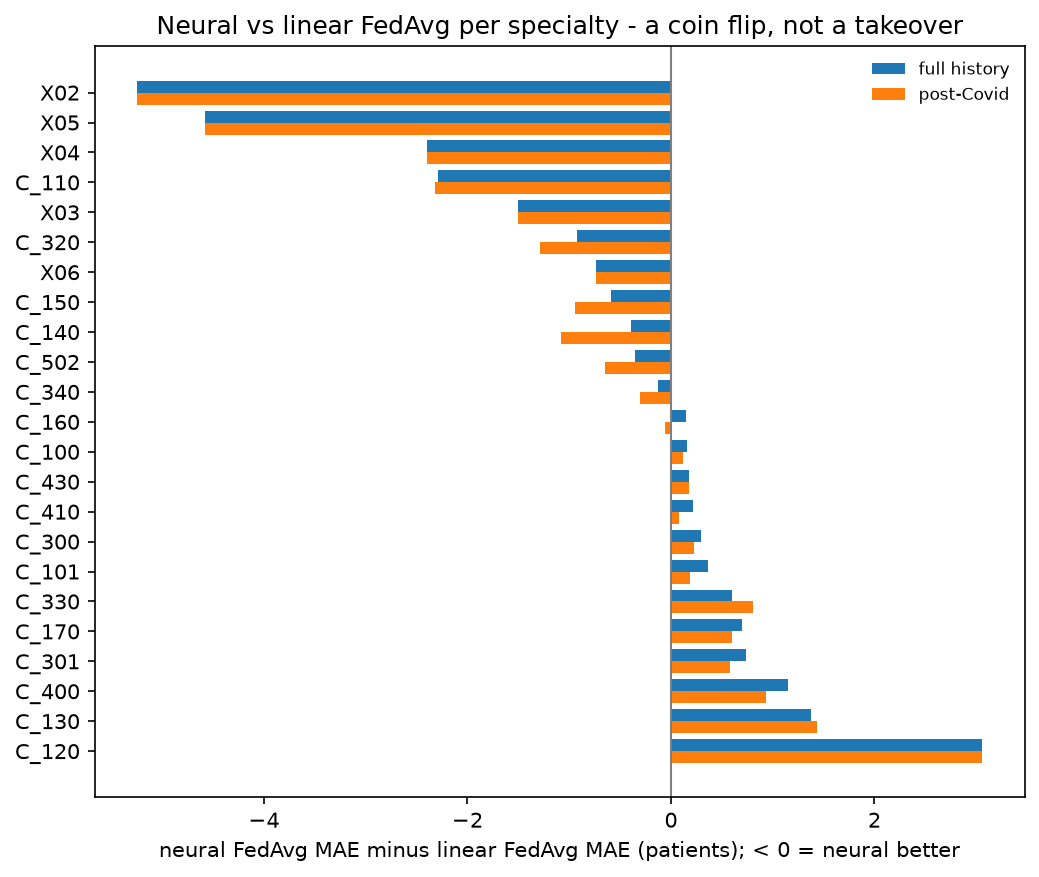 Neural vs linear FedAvg per specialty - a coin flip, not a takeover
full history
post-Covid
X02
X05
X04
C_110
X03
C_320
X06
C_150
C_140
C_502
C_340
C_160
C_100
C_430
C_410
C_300
C_101
C_330
C_170
C_301
C_400
C_130
C_120
−4 −2 0 2
neural FedAvg MAE minus linear FedAvg MAE (patients); < 0 = neural better